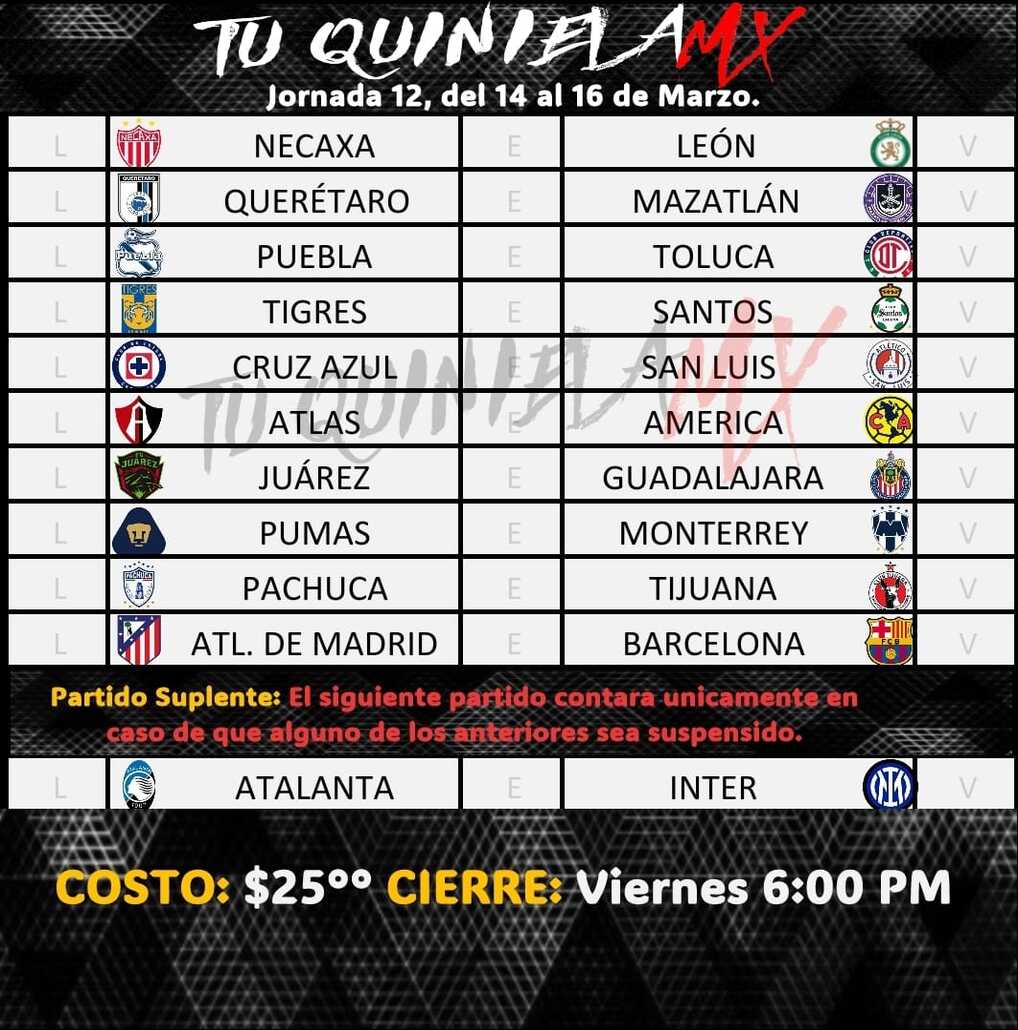 TU QUINIELAMX
Jornada 12, del 14 al 16 de Marzo.
L NECAXA E LEÓN V
L QUERÉTARO E MAZATLÁN V
L PUEBLA E TOLUCA V
L TIGRES E SANTOS V
L CRUZ AZUL E SAN LUIS V
L ATLAS E AMERICA V
L JUÁREZ E GUADALAJARA V
L PUMAS E MONTERREY V
L PACHUCA E TIJUANA V
L ATL. DE MADRID E BARCELONA V
TU QUINIELAMX
Partido Suplente: El siguiente partido contara unicamente en
caso de que alguno de los anteriores sea suspendido.
L ATALANTA E INTER V
COSTO: $25°° CIERRE: Viernes 6:00 PM